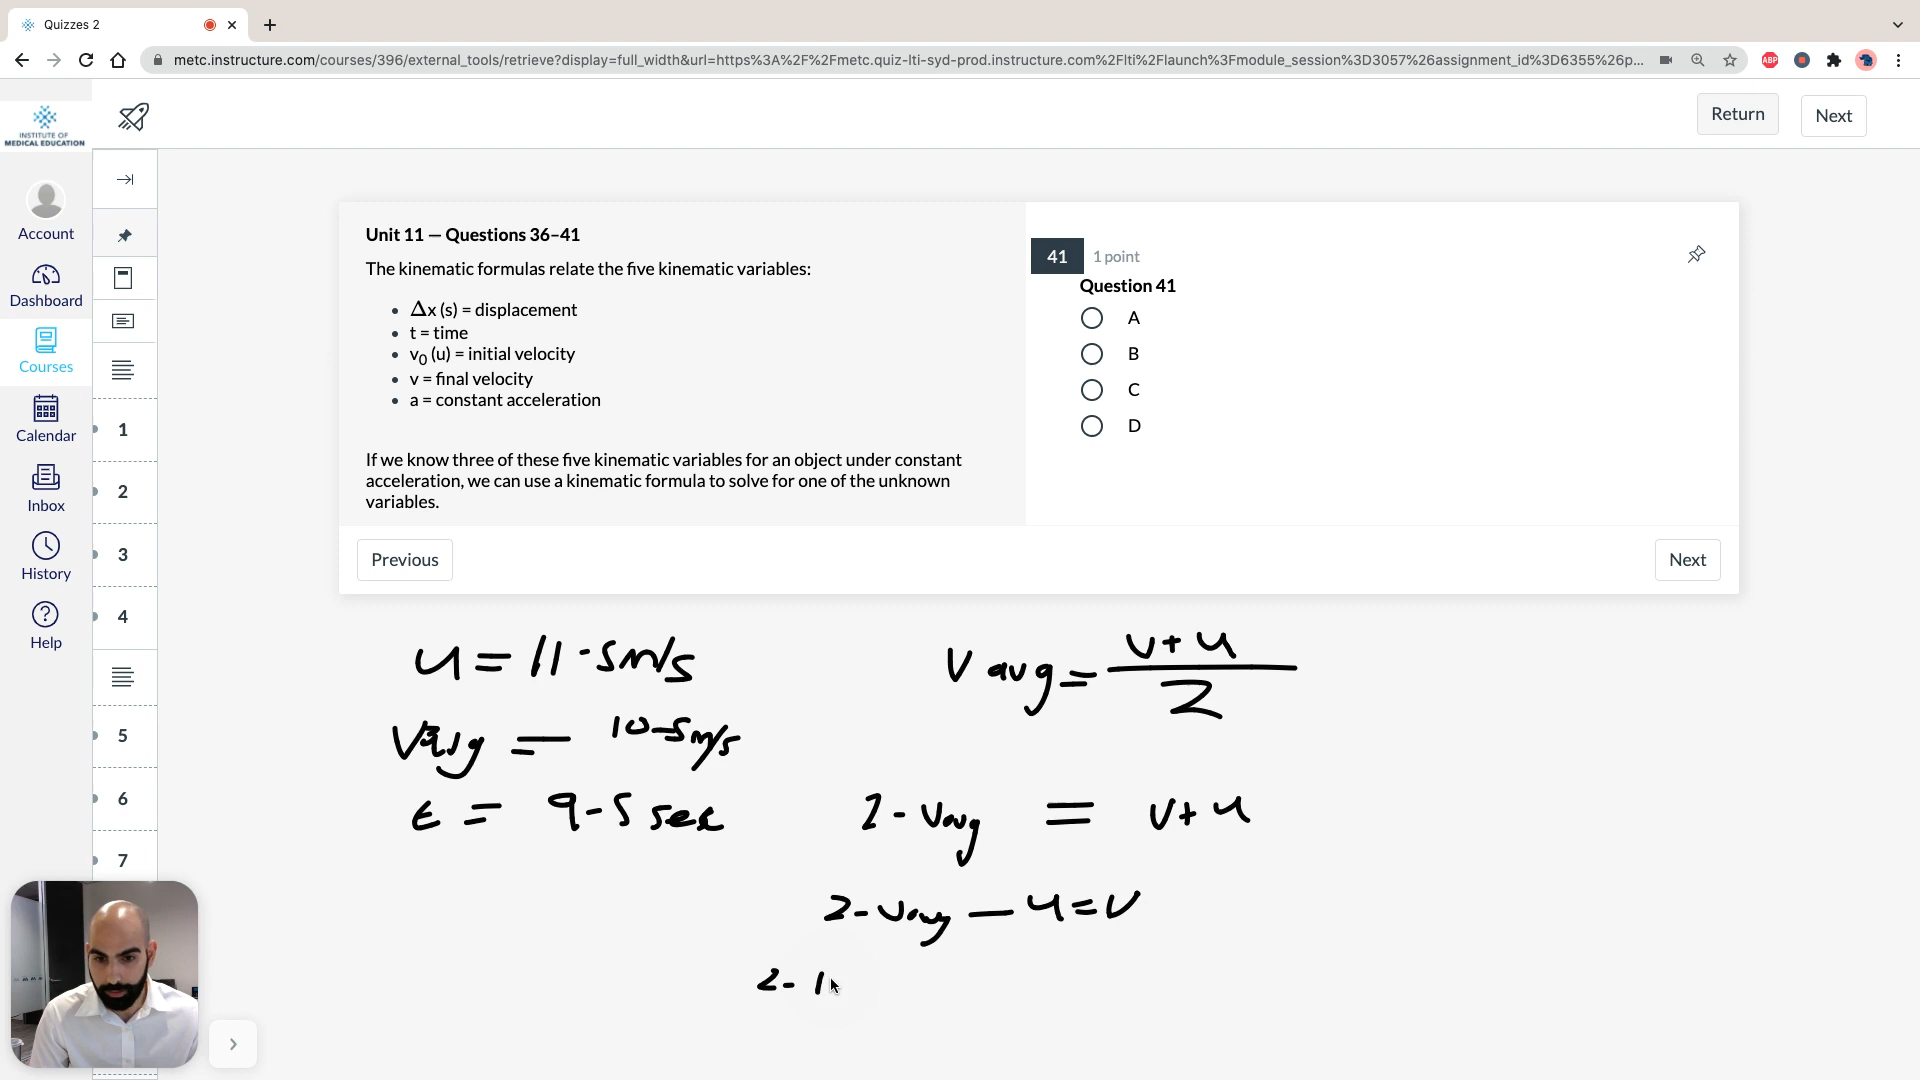 Quizzes 2
metc.instructure.com/courses/396/external_tools/retrieve?display=full_width&url=https%3A%2F%2Fmetc.quiz-lti-syd-prod.instructure.com%2Flti%2Flaunch%3Fmodule_session%3D3057%26assignment_id%3D6355%26p...
ABP
INSTITUTE OF
MEDICAL EDUCATION
Return
Next
Account
Dashboard
Courses
Calendar
Inbox
History
Help
1
2
3
4
5
6
7
Unit 11 — Questions 36–41
The kinematic formulas relate the five kinematic variables:
• Δx (s) = displacement
• t = time
• v₀ (u) = initial velocity
• v = final velocity
• a = constant acceleration
If we know three of these five kinematic variables for an object under constant
acceleration, we can use a kinematic formula to solve for one of the unknown
variables.
41
1 point
Question 41
A
B
C
D
Previous
Next
u = 11.5m/s
Vavg = 10.5m/s
t = 9.5 sec
Vavg = v+u
2
2.Vavg = v+u
2.Vavg — u=v
2. 1